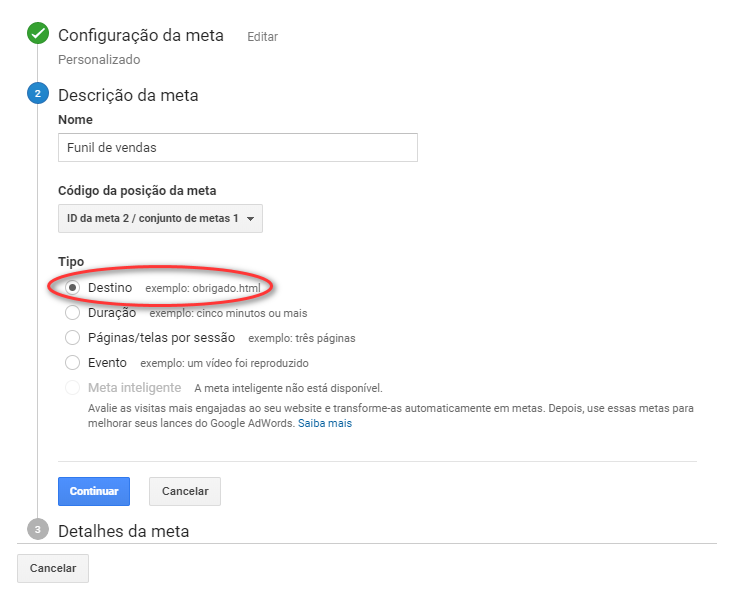 Configuração da meta Editar
Personalizado
2 Descrição da meta
Nome
Funil de vendas
Código da posição da meta
ID da meta 2 / conjunto de metas 1
Tipo
Destino exemplo: obrigado.html
Duração exemplo: cinco minutos ou mais
Páginas/telas por sessão exemplo: três páginas
Evento exemplo: um vídeo foi reproduzido
Meta inteligente A meta inteligente não está disponível.
Avalie as visitas mais engajadas ao seu website e transforme-as automaticamente em metas. Depois, use essas metas para
melhorar seus lances do Google AdWords. Saiba mais
Continuar Cancelar
3 Detalhes da meta
Cancelar